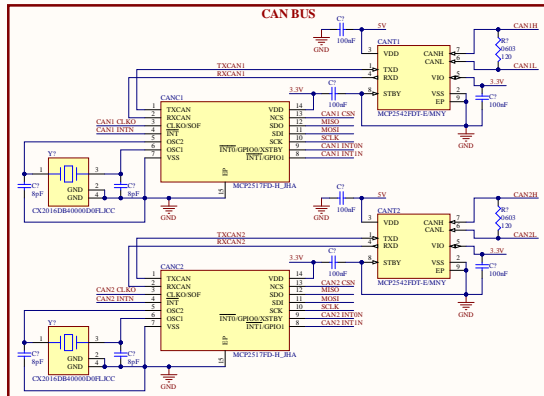 CAN BUS
C?
5V
CANT1
CAN1H
100nF
GND
3 VDD CANH 7
CANL 6
R?
0603
120
TXCAN1
1 TXD
CAN1L
RXCAN1
4 RXD VIO 5
3.3V
3.3V
C?
8 STBY VSS 2
EP 9
C?
100nF
CANC1
100nF
MCP2542FDT-E/MNY
1 TXCAN VDD 14
2 RXCAN NCS 13 CAN1 CSN
CAN1 CLKO 3 CLKO/SOF SDO 12 MISO
CAN1 INTN 4 INT SDI 11 MOSI
5 OSC2 SCK 10 SCLK
6 OSC1 INT0/GPIO0/XSTBY 9 CAN1 INT0N
7 VSS INT1/GPIO1 8 CAN1 INT1N
GND
Y?
1 3
EP
15
C?
8pF
GND 2
GND 4
C?
8pF
MCP2517FD-H_JHA
CX2016DB40000D0FLJCC
GND
C?
5V
CANT2
CAN2H
100nF
GND
3 VDD CANH 7
CANL 6
R?
0603
120
TXCAN2
1 TXD
CAN2L
RXCAN2
4 RXD VIO 5
3.3V
3.3V
C?
8 STBY VSS 2
EP 9
C?
100nF
CANC2
100nF
MCP2542FDT-E/MNY
1 TXCAN VDD 14
2 RXCAN NCS 13 CAN2 CSN
CAN2 CLKO 3 CLKO/SOF SDO 12 MISO
CAN2 INTN 4 INT SDI 11 MOSI
5 OSC2 SCK 10 SCLK
6 OSC1 INT0/GPIO0/XSTBY 9 CAN2 INT0N
7 VSS INT1/GPIO1 8 CAN2 INT1N
GND
Y?
1 3
EP
15
C?
8pF
GND 2
GND 4
C?
8pF
MCP2517FD-H_JHA
CX2016DB40000D0FLJCC
GND